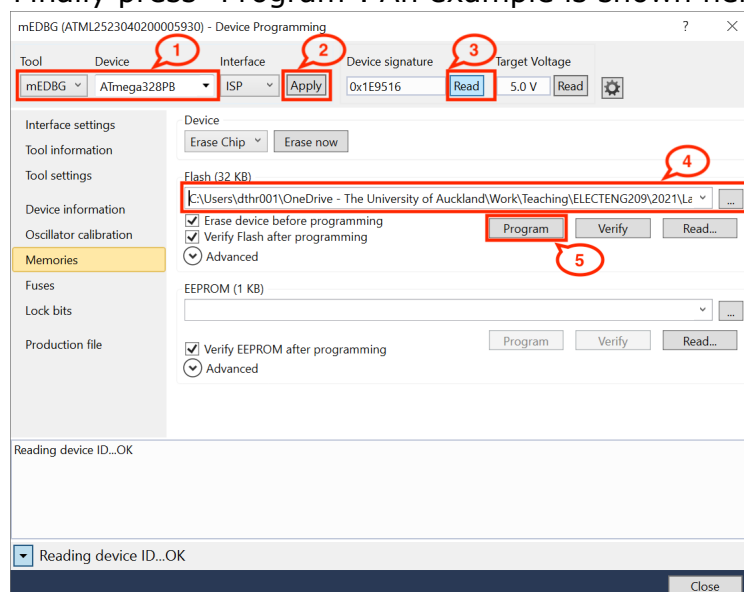 Finally press "Program". An example is shown
mEDBG (ATML2523040200005930) - Device Programming ? ×
1 2 3
Tool Device Interface Device signature Target Voltage
mEDBG ATmega328PB ISP Apply 0x1E9516 Read 5.0 V Read
Interface settings
Tool information
Tool settings
Device information
Oscillator calibration
Memories
Fuses
Lock bits
Production file
Device
Erase Chip Erase now
4
Flash (32 KB)
C:\Users\dthr001\OneDrive - The University of Auckland\Work\Teaching\ELECTENG209\2021\La ...
Erase device before programming
Verify Flash after programming
Program Verify Read...
Advanced
5
EEPROM (1 KB)
...
Verify EEPROM after programming
Program Verify Read...
Advanced
Reading device ID...OK
Reading device ID...OK
Close